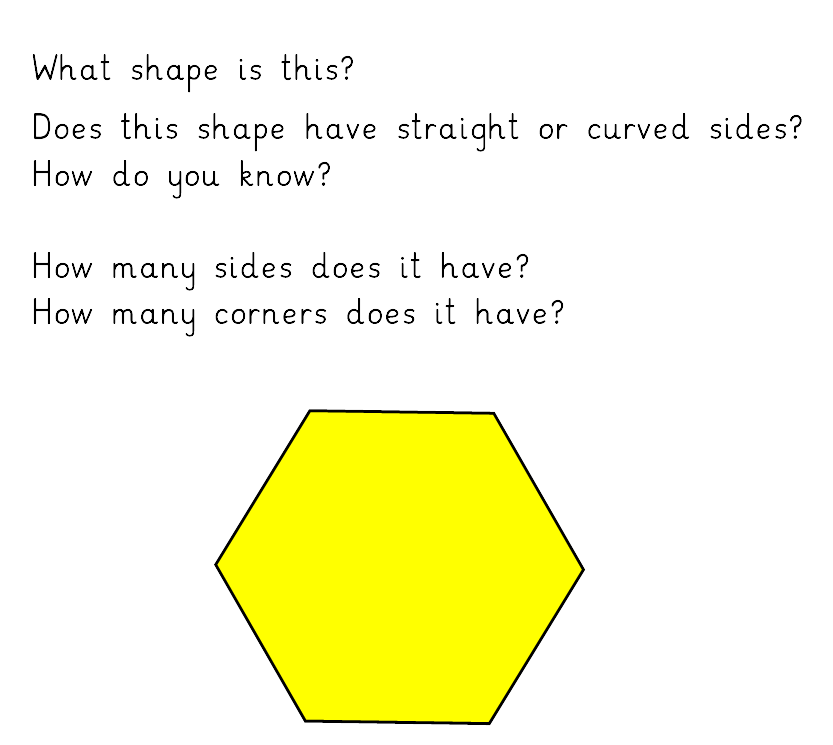 What shape is this?
Does this shape have straight or curved sides?
How do you know?
How many sides does it have?
How many corners does it have?